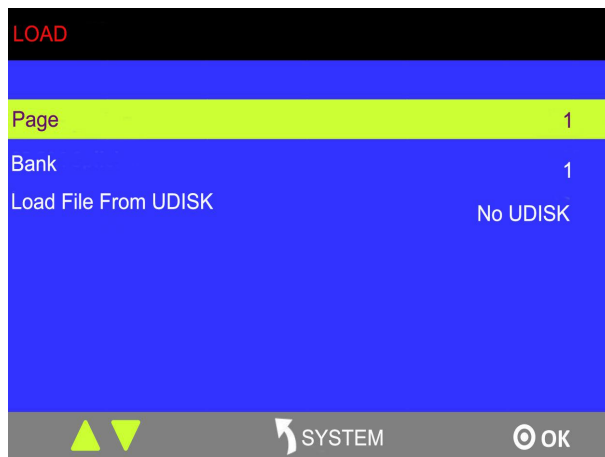 LOAD
Page 1
Bank 1
Load File From UDISK No UDISK
SYSTEM OK